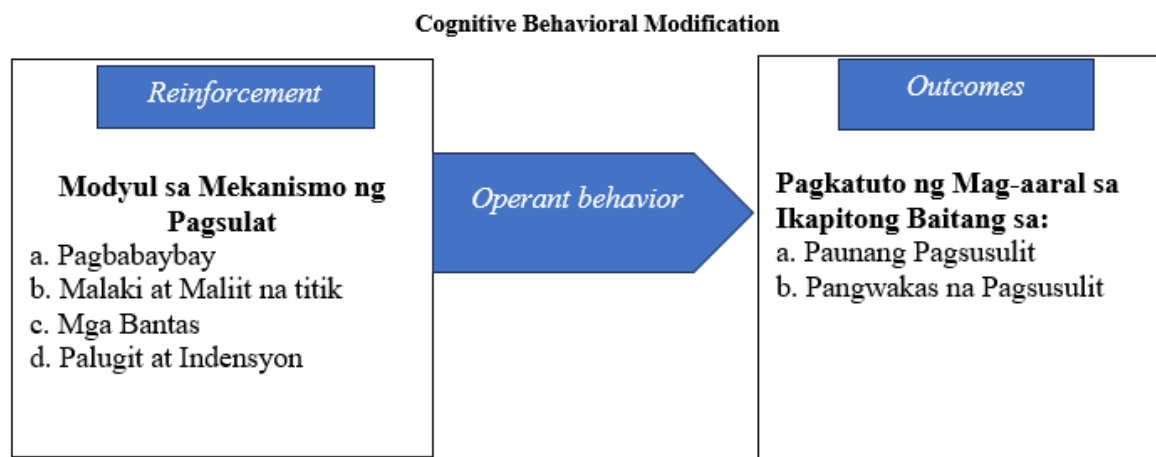 Cognitive Behavioral Modification
Reinforcement
Modyul sa Mekanismo ng
Pagsulat
a. Pagbabaybay
b. Malaki at Maliit na titik
c. Mga Bantas
d. Palugit at Indensyon
Operant behavior
Outcomes
Pagkatuto ng Mag-aaral sa
Ikapitong Baitang sa:
a. Paunang Pagsusulit
b. Pangwakas na Pagsusulit